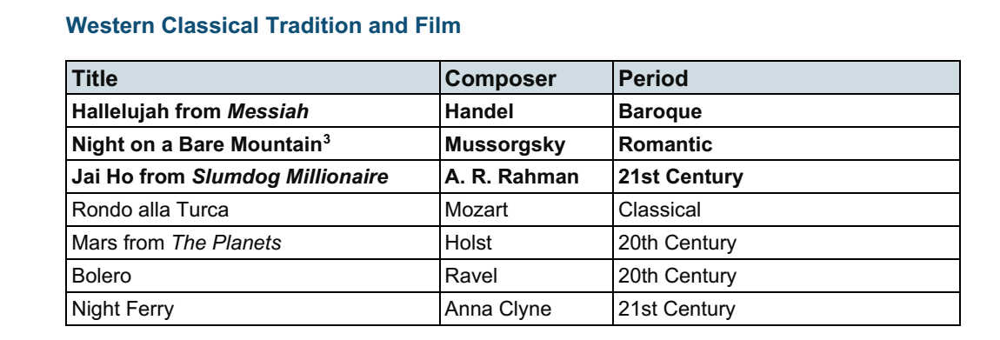 Western Classical Tradition and Film
Title Composer Period
Hallelujah from Messiah Handel Baroque
Night on a Bare Mountain³ Mussorgsky Romantic
Jai Ho from Slumdog Millionaire A. R. Rahman 21st Century
Rondo alla Turca Mozart Classical
Mars from The Planets Holst 20th Century
Bolero Ravel 20th Century
Night Ferry Anna Clyne 21st Century